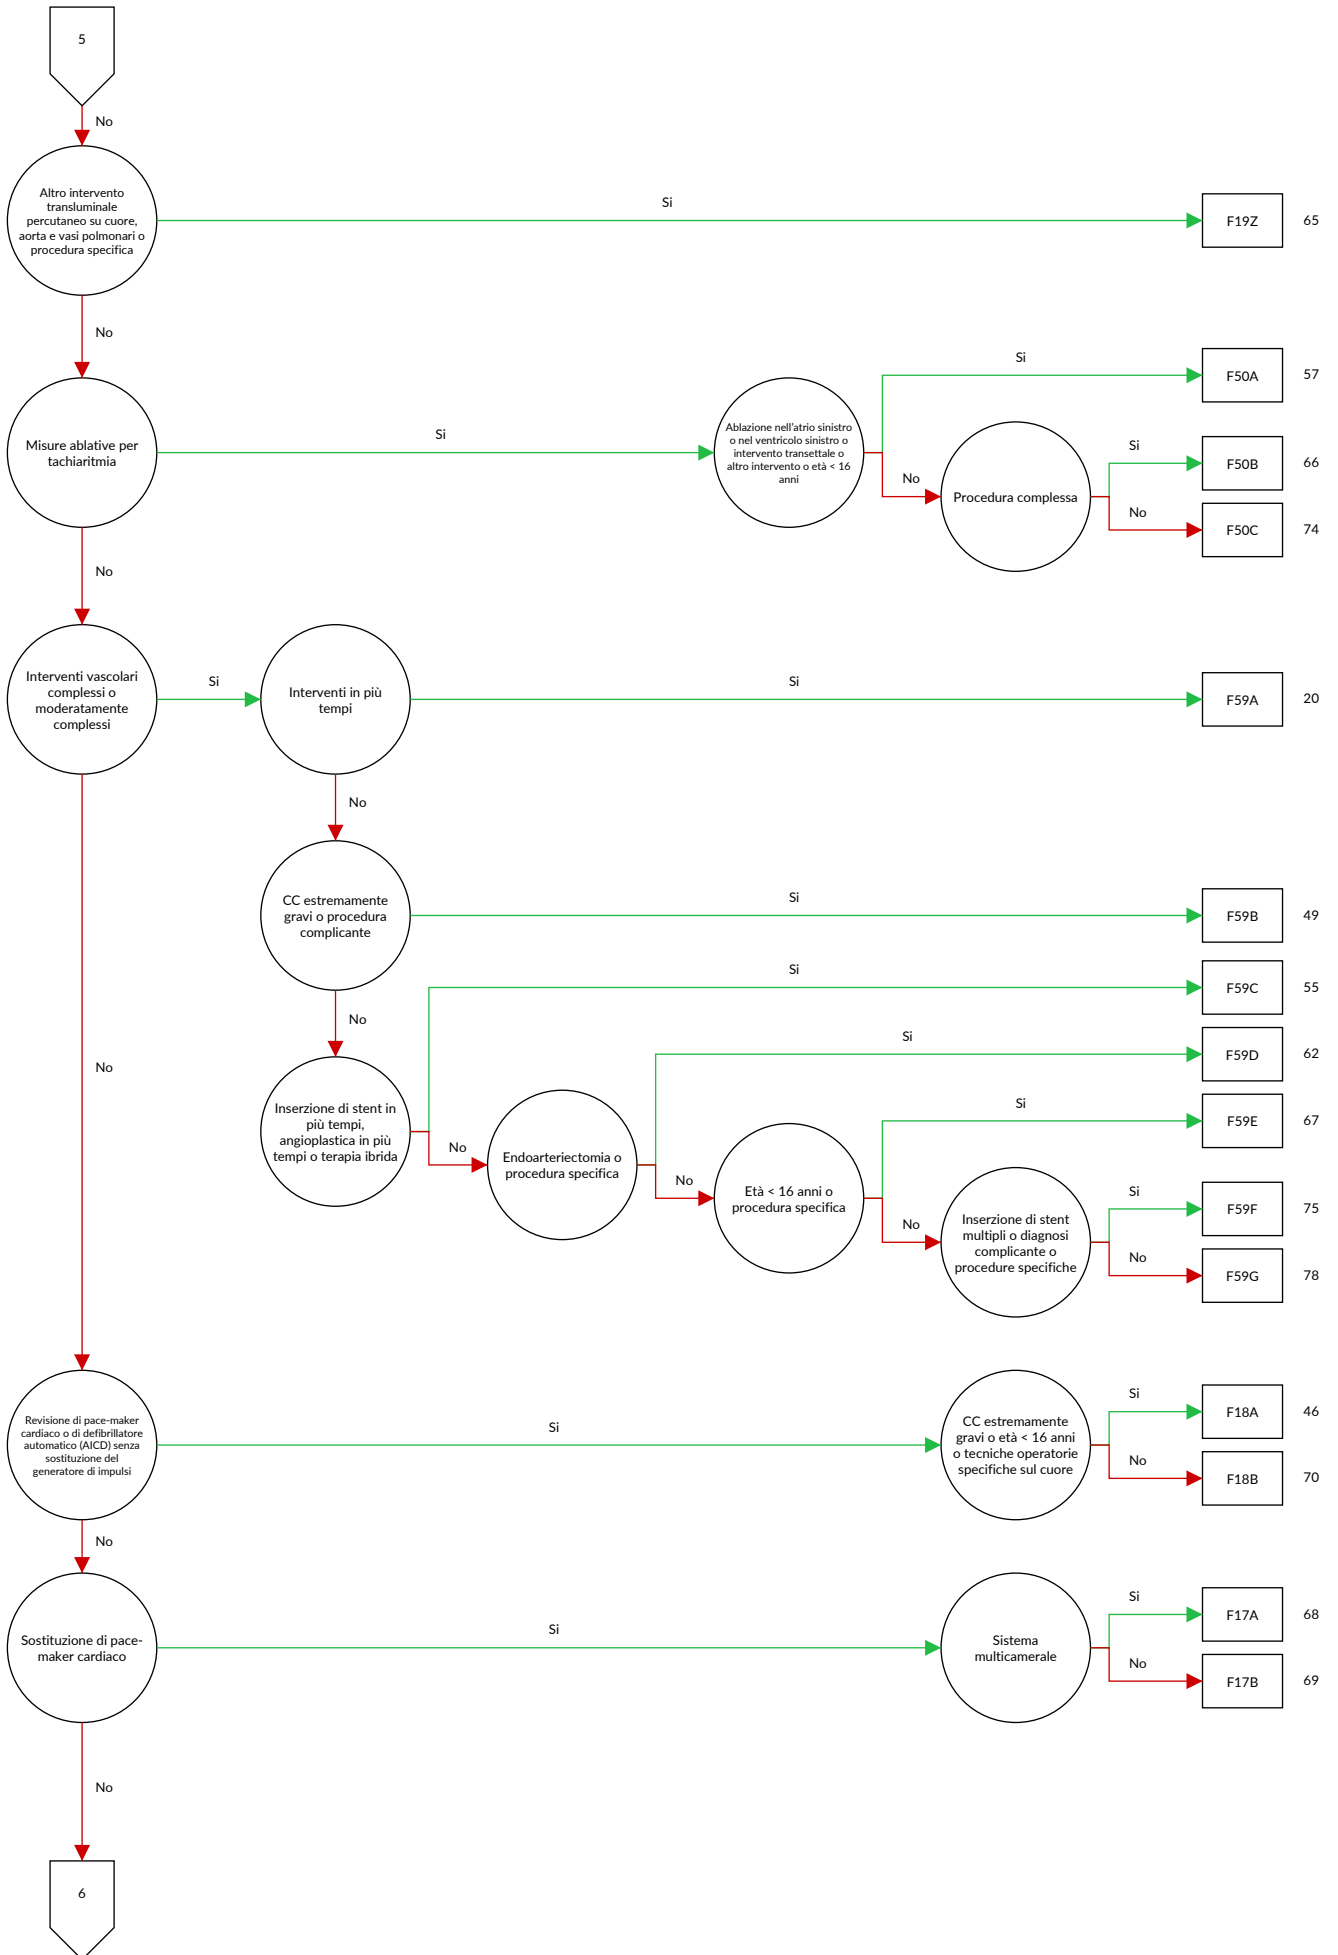 5
No
Altro intervento
transluminale
percutaneo su cuore,
aorta e vasi polmonari o
procedura specifica
Si
F19Z
65
No
Misure ablative per
tachiaritmia
Si
Ablazione nell'atrio sinistro
o nel ventricolo sinistro o
intervento transettale o
altro intervento o età < 16
anni
Si
F50A
57
No
Procedura complessa
Si
F50B
66
No
F50C
74
No
Interventi vascolari
complessi o
moderatamente
complessi
Si
Interventi in più
tempi
Si
F59A
20
No
CC estremamente
gravi o procedura
complicante
Si
F59B
49
No
Inserzione di stent in
più tempi,
angioplastica in più
tempi o terapia ibrida
Si
F59C
55
No
Endoarteriectomia o
procedura specifica
Si
F59D
62
No
Età < 16 anni o
procedura specifica
Si
F59E
67
No
Inserzione di stent
multipli o diagnosi
complicante o
procedure specifiche
Si
F59F
75
No
F59G
78
No
Revisione di pace-maker
cardiaco o di defibrillatore
automatico (AICD) senza
sostituzione del
generatore di impulsi
Si
CC estremamente
gravi o età < 16 anni
o tecniche operatorie
specifiche sul cuore
Si
F18A
46
No
F18B
70
No
Sostituzione di pace-
maker cardiaco
Si
Sistema
multicamerale
Si
F17A
68
No
F17B
69
No
6